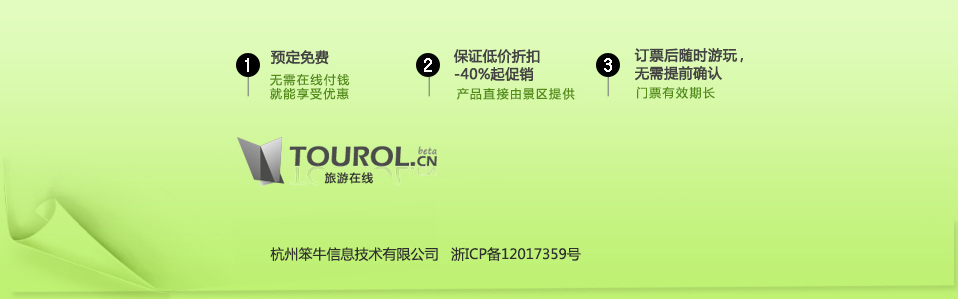 1
预定免费
无需在线付钱
就能享受优惠
2
保证低价折扣
-40%起促销
产品直接由景区提供
3
订票后随时游玩，
无需提前确认
门票有效期长
TOUROL.CN beta
旅游在线
杭州笨牛信息技术有限公司 浙ICP备12017359号